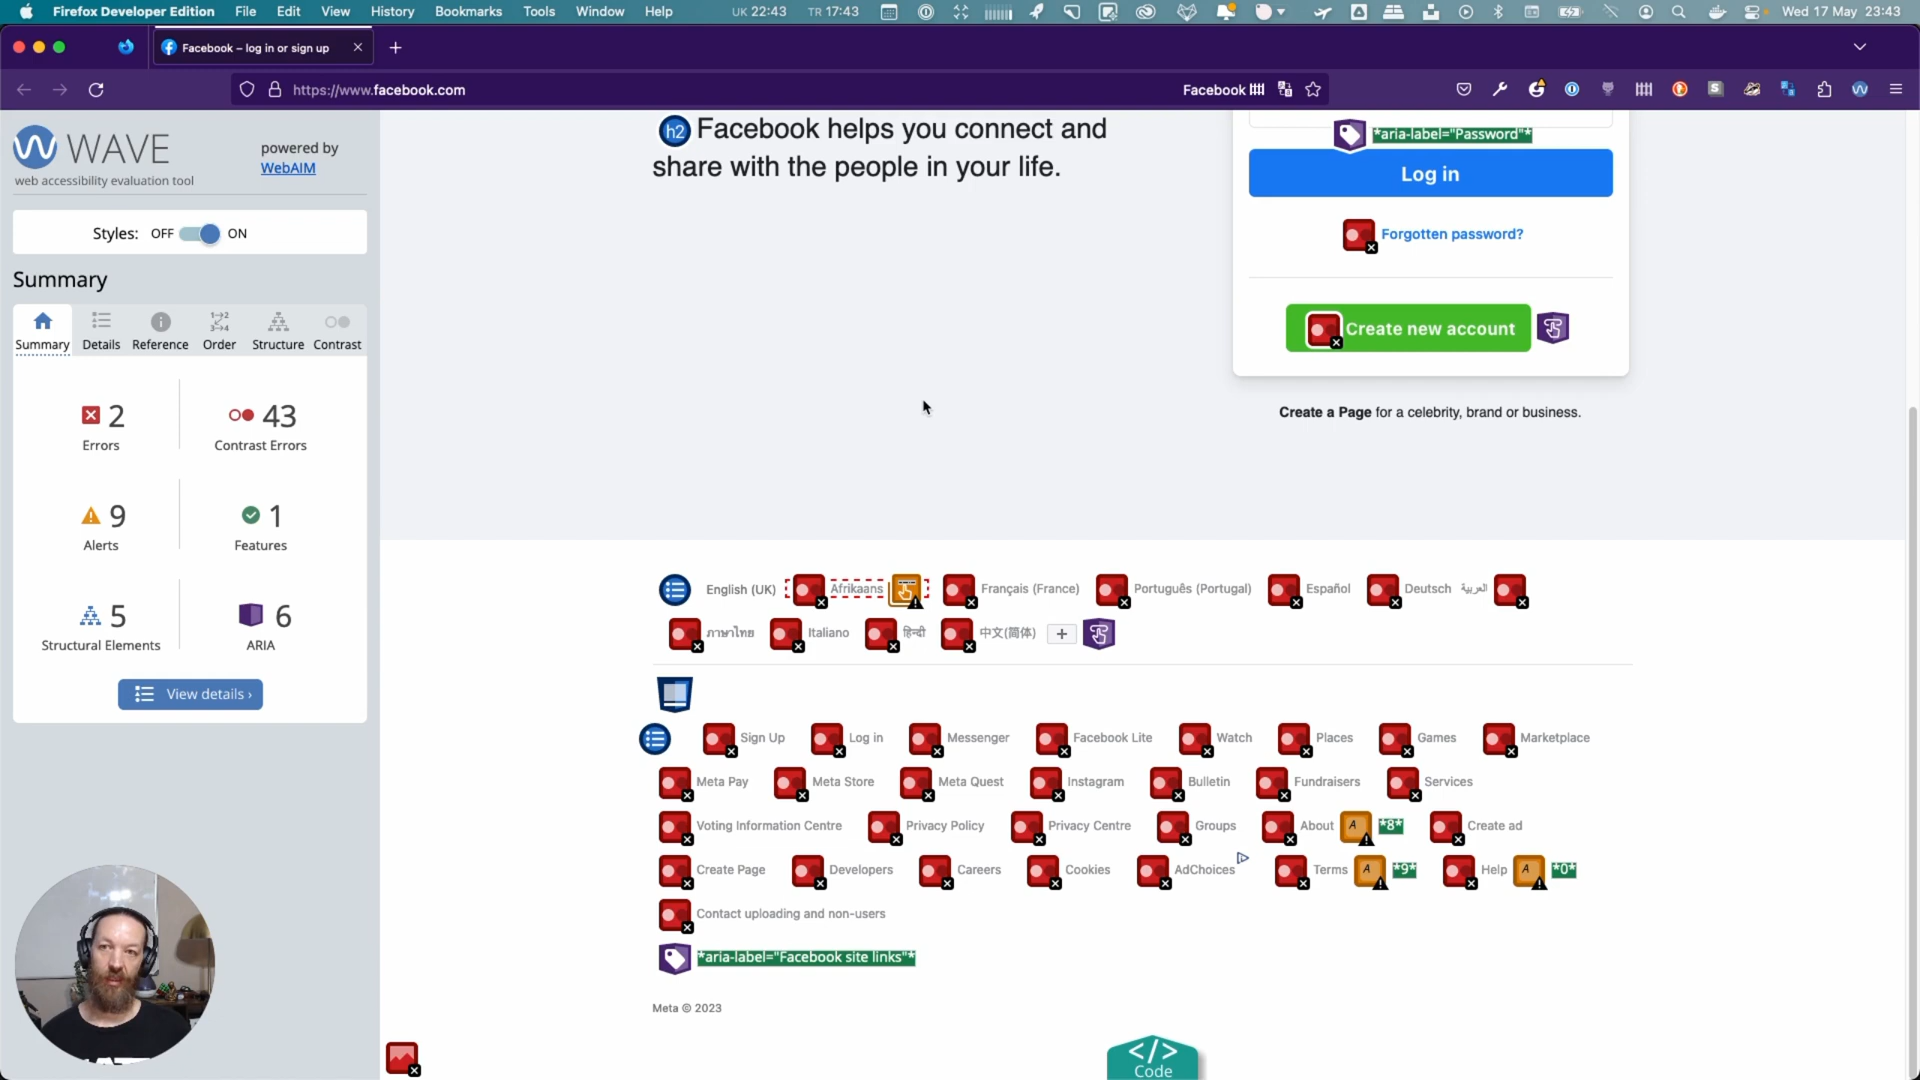 Firefox Developer Edition File Edit View History Bookmarks Tools Window Help UK 22:43 TR 17:43 Wed 17 May 23:43
Facebook – log in or sign up
https://www.facebook.com Facebook
WAVE
web accessibility evaluation tool
powered by
WebAIM
Styles: OFF ON
Summary
Summary Details Reference Order Structure Contrast
2
Errors
43
Contrast Errors
9
Alerts
1
Features
5
Structural Elements
6
ARIA
View details ›
h2 Facebook helps you connect and
share with the people in your life.
*aria-label="Password"*
Log in
Forgotten password?
Create new account
Create a Page for a celebrity, brand or business.
English (UK) Afrikaans Français (France) Português (Portugal) Español Deutsch العربية
ภาษาไทย Italiano हिन्दी 中文(简体) +
Sign Up Log in Messenger Facebook Lite Watch Places Games Marketplace
Meta Pay Meta Store Meta Quest Instagram Bulletin Fundraisers Services
Voting Information Centre Privacy Policy Privacy Centre Groups About A *8* Create ad
Create Page Developers Careers Cookies AdChoices Terms A *9* Help A *0*
Contact uploading and non-users
*aria-label="Facebook site links"*
Meta © 2023
</> Code